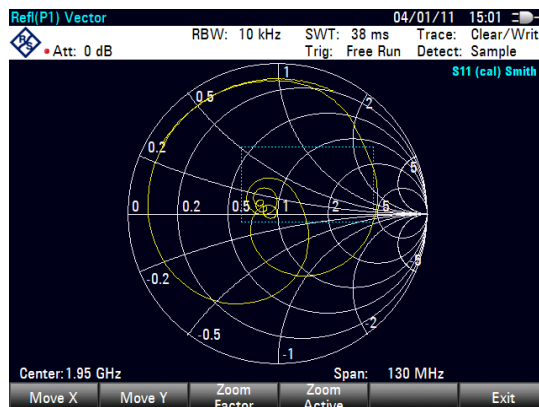 Refl(P1) Vector 04/01/11 15:01
RBW: 10 kHz SWT: 38 ms Trace: Clear/Writ
Att: 0 dB Trig: Free Run Detect: Sample
S11 (cal) Smith
1
0.5
2
0.2
5
0 0.2 0.5 1 2 5
-0.2
-5
-0.5
-2
-1
Center: 1.95 GHz Span: 130 MHz
Move X Move Y Zoom Factor Zoom Active Exit